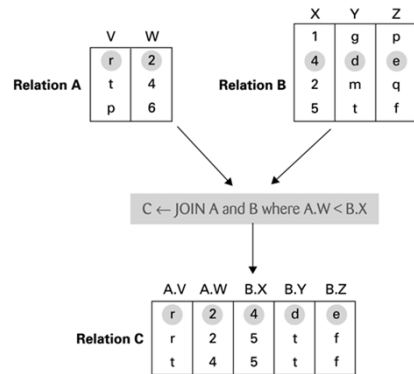 V W
r 2
Relation A
t 4
p 6
X Y Z
1 g p
4 d e
Relation B
2 m q
5 t f
C ← JOIN A and B where A.W < B.X
A.V A.W B.X B.Y B.Z
r 2 4 d e
Relation C
r 2 5 t f
t 4 5 t f